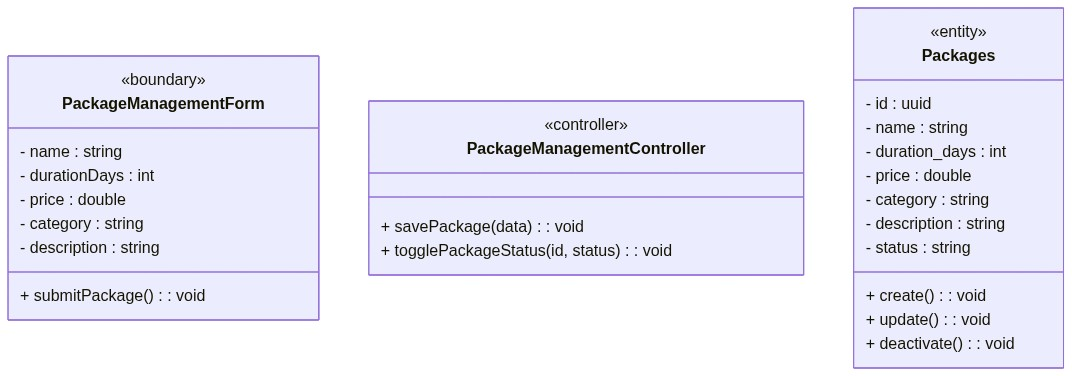 «boundary»
PackageManagementForm
- name : string
- durationDays : int
- price : double
- category : string
- description : string
+ submitPackage() : : void
«controller»
PackageManagementController
+ savePackage(data) : : void
+ togglePackageStatus(id, status) : : void
«entity»
Packages
- id : uuid
- name : string
- duration_days : int
- price : double
- category : string
- description : string
- status : string
+ create() : : void
+ update() : : void
+ deactivate() : : void